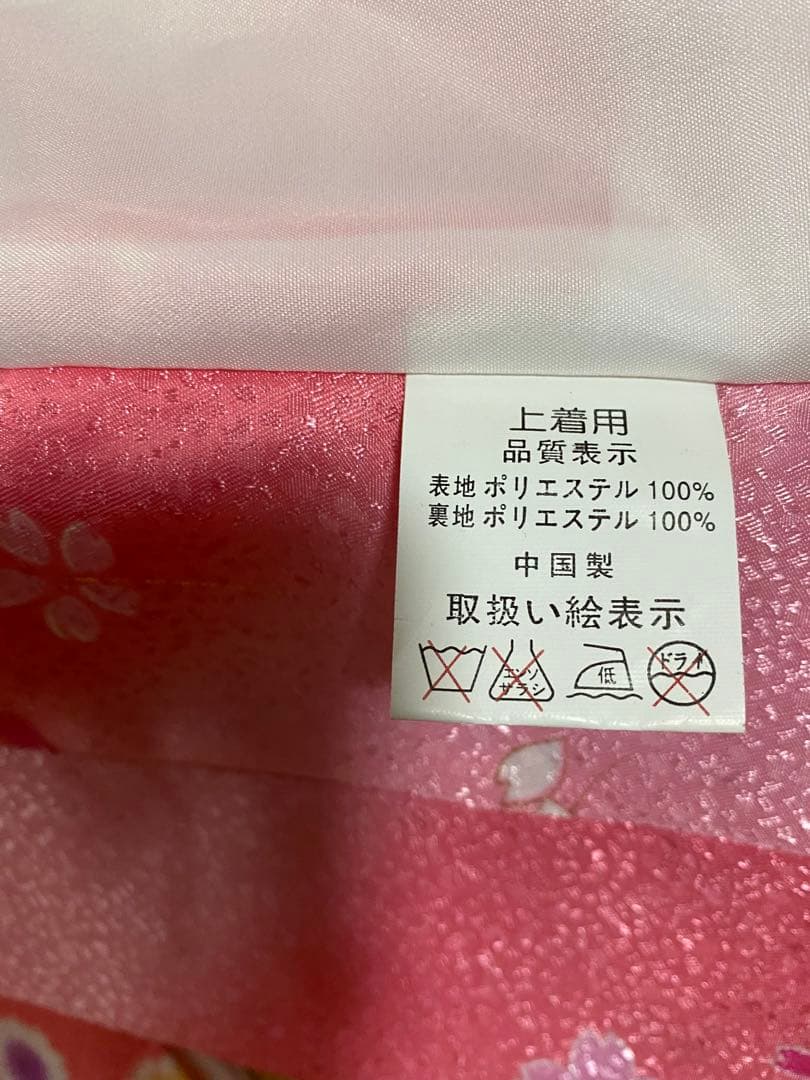 上着用
品質表示
表地 ポリエステル 100%
裏地 ポリエステル 100%
中国製
取扱い絵表示
エンソ
サラシ
低
ドライ